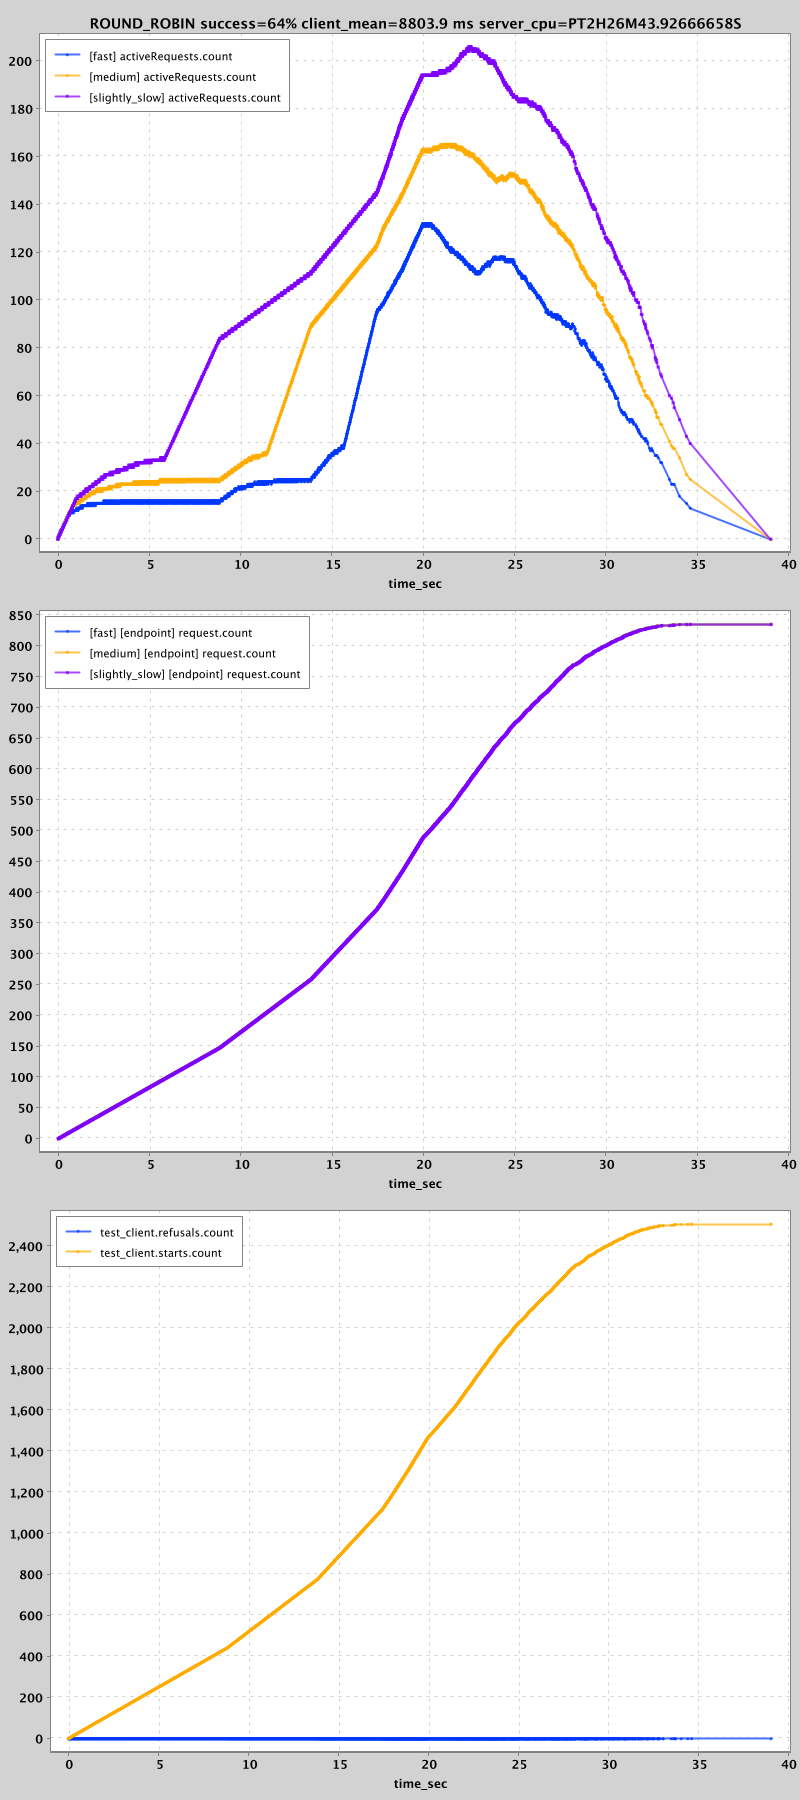 ROUND_ROBIN success=64% client_mean=8803.9 ms server_cpu=PT2H26M43.92666658S
[fast] activeRequests.count
[medium] activeRequests.count
[slightly_slow] activeRequests.count
200
180
160
140
120
100
80
60
40
20
0
0 5 10 15 20 25 30 35 40
time_sec
[fast] [endpoint] request.count
[medium] [endpoint] request.count
[slightly_slow] [endpoint] request.count
850
800
750
700
650
600
550
500
450
400
350
300
250
200
150
100
50
0
0 5 10 15 20 25 30 35 40
time_sec
test_client.refusals.count
test_client.starts.count
2,400
2,200
2,000
1,800
1,600
1,400
1,200
1,000
800
600
400
200
0
0 5 10 15 20 25 30 35 40
time_sec